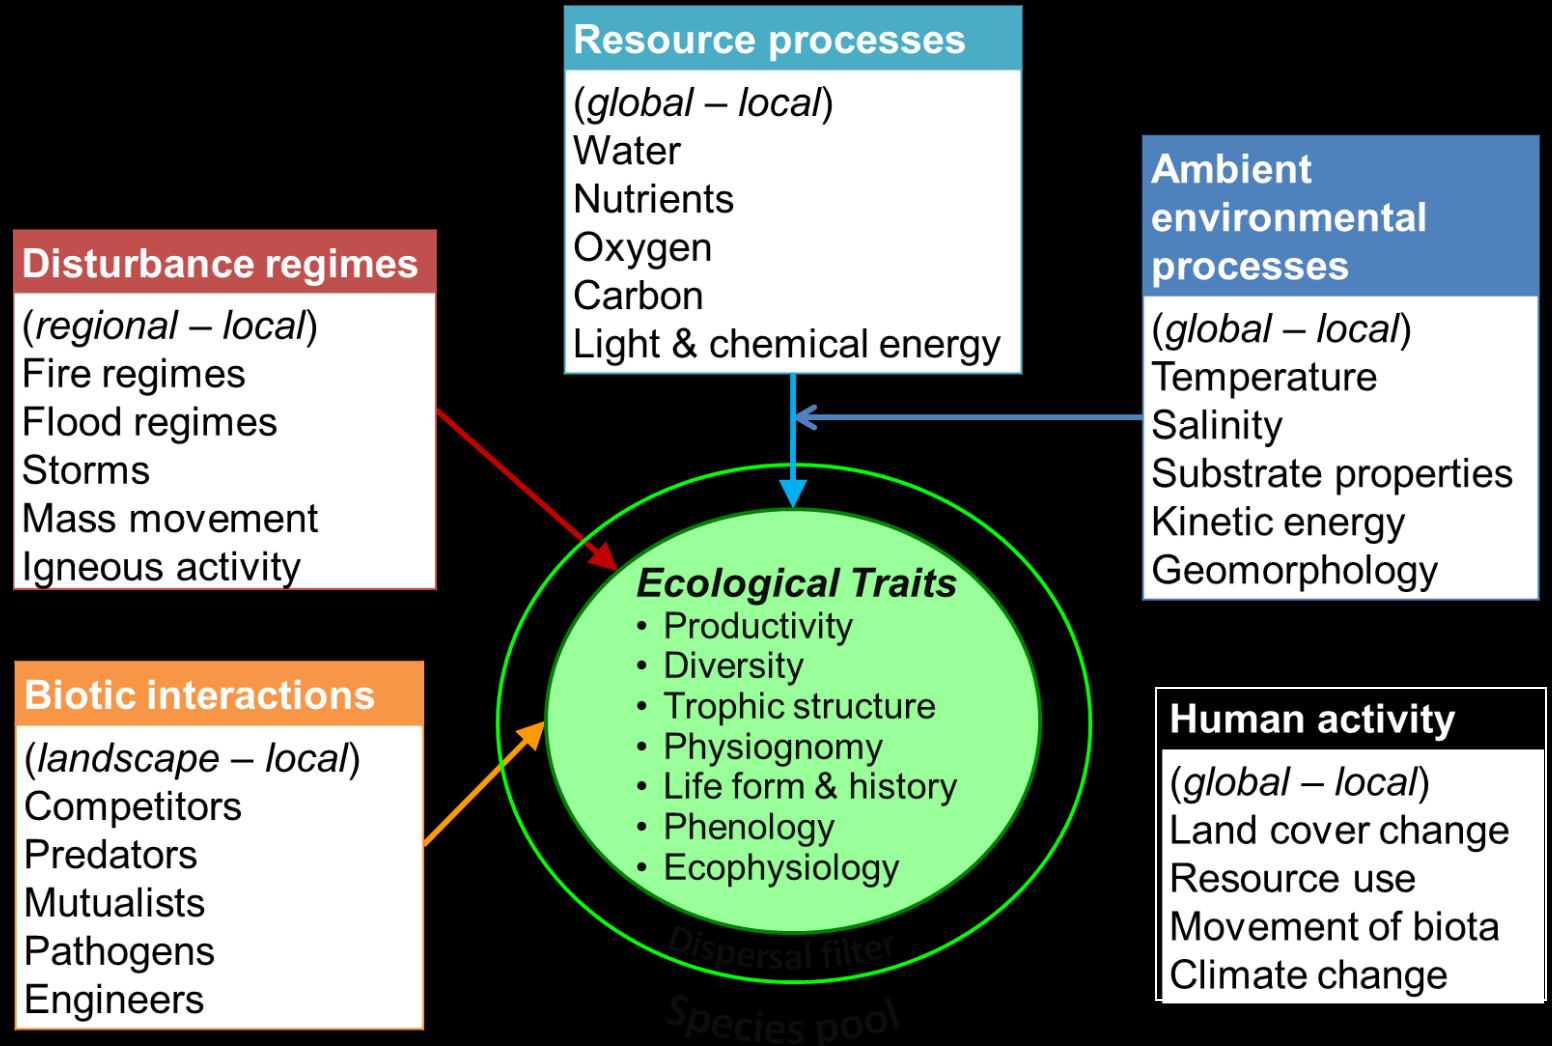 Resource processes
(global – local)
Water
Nutrients
Oxygen
Carbon
Light & chemical energy
Ambient
environmental
processes
(global – local)
Temperature
Salinity
Substrate properties
Kinetic energy
Geomorphology
Disturbance regimes
(regional – local)
Fire regimes
Flood regimes
Storms
Mass movement
Igneous activity
Ecological Traits
• Productivity
• Diversity
• Trophic structure
• Physiognomy
• Life form & history
• Phenology
• Ecophysiology
Dispersal filter
Species pool
Biotic interactions
(landscape – local)
Competitors
Predators
Mutualists
Pathogens
Engineers
Human activity
(global – local)
Land cover change
Resource use
Movement of biota
Climate change